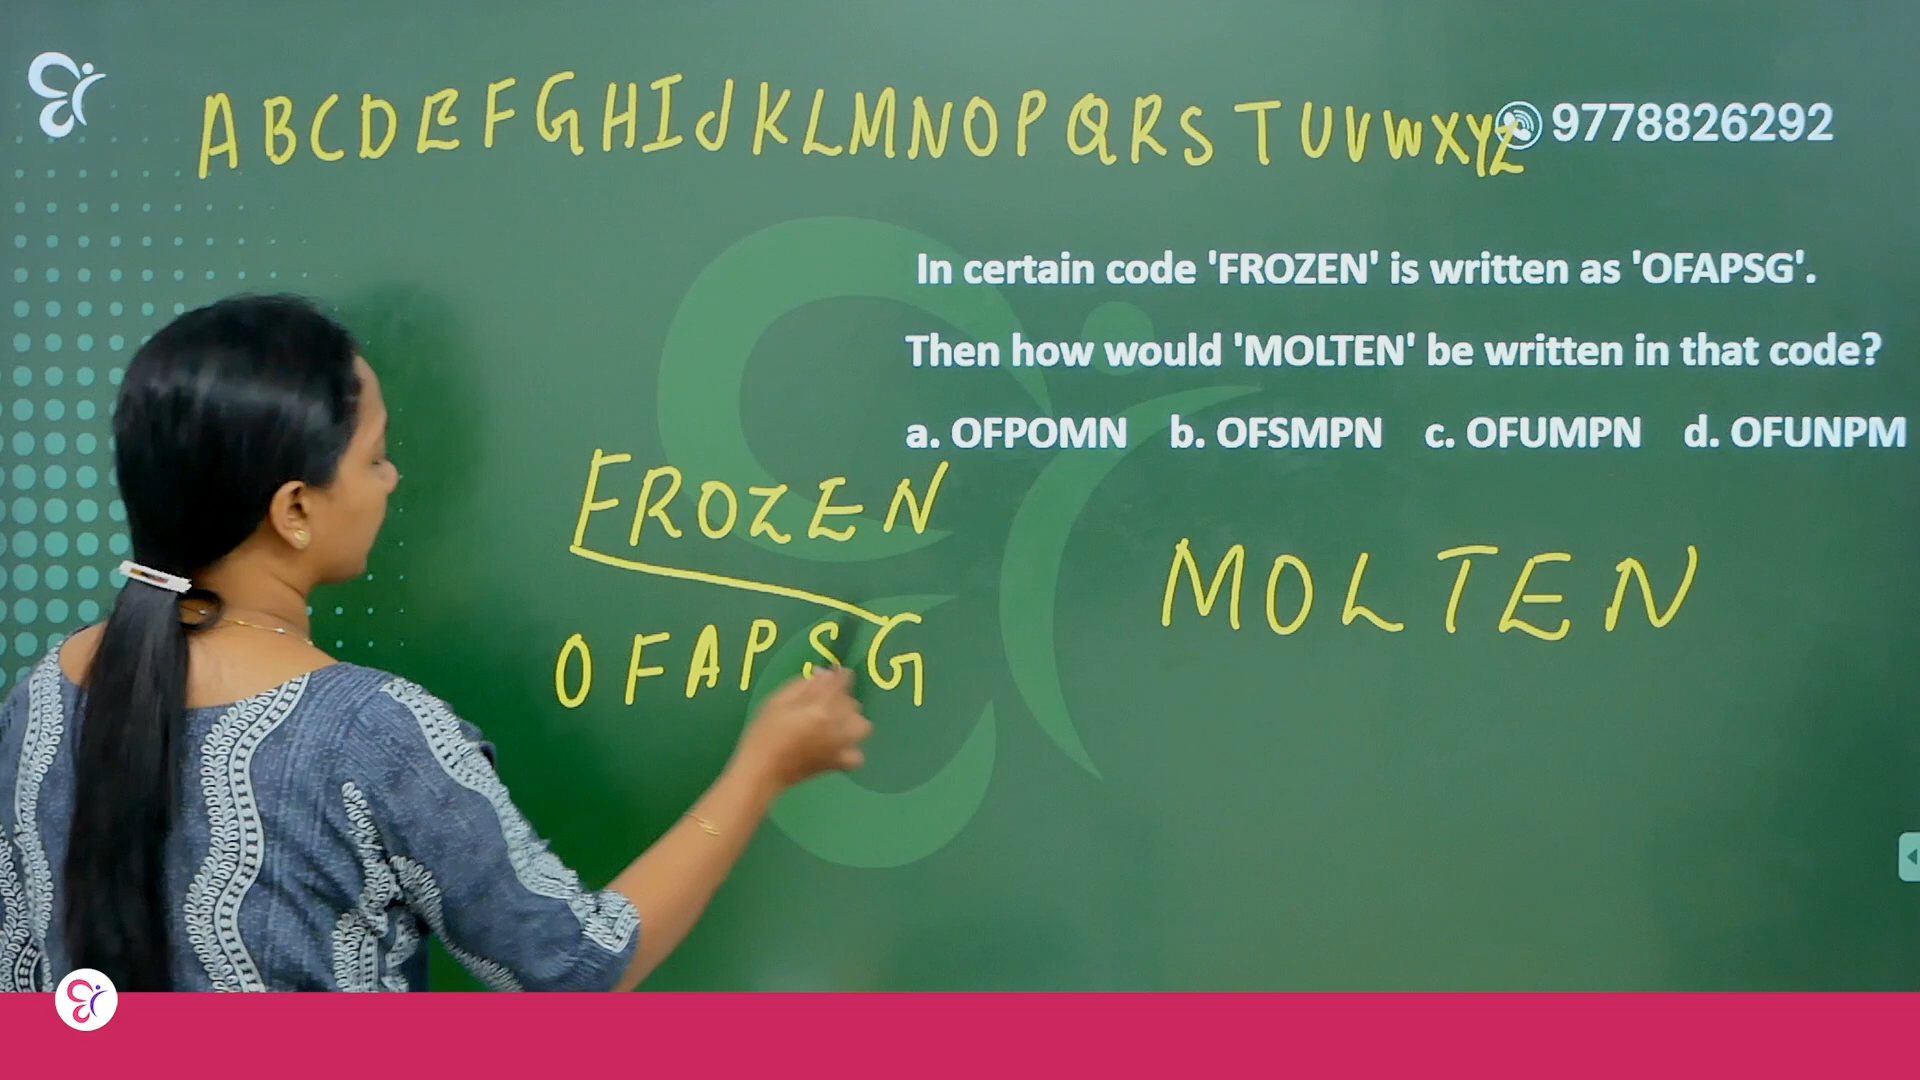 ABCDEFGHIJKLMNOPQRSTUVWXYZ
9778826292
In certain code 'FROZEN' is written as 'OFAPSG'.
Then how would 'MOLTEN' be written in that code?
a. OFPOMN b. OFSMPN c. OFUMPN d. OFUNPM
FROZEN
MOLTEN
OFAPSG